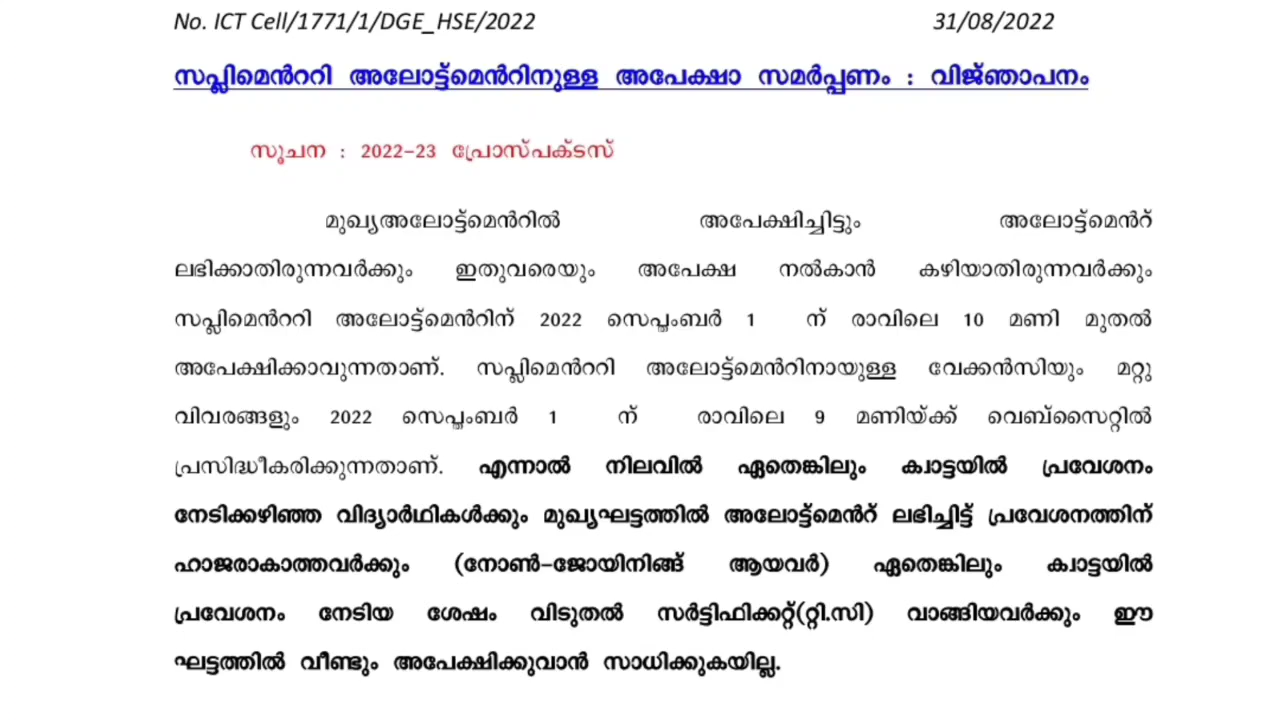 No. ICT Cell/1771/1/DGE_HSE/2022 31/08/2022
സപ്ലിമെൻററി അലോട്ട്മെൻറിനുള്ള അപേക്ഷാ സമർപ്പണം : വിജ്ഞാപനം
സൂചന : 2022-23 പ്രോസ്പക്ടസ്
മുഖ്യഅലോട്ട്മെൻറിൽ അപേക്ഷിച്ചിട്ടും അലോട്ട്മെൻറ്
ലഭിക്കാതിരുന്നവർക്കും ഇതുവരെയും അപേക്ഷ നൽകാൻ കഴിയാതിരുന്നവർക്കും
സപ്ലിമെൻററി അലോട്ട്മെൻറിന് 2022 സെപ്തംബർ 1 ന് രാവിലെ 10 മണി മുതൽ
അപേക്ഷിക്കാവുന്നതാണ്. സപ്ലിമെൻററി അലോട്ട്മെൻറിനായുള്ള വേക്കൻസിയും മറ്റു
വിവരങ്ങളും 2022 സെപ്തംബർ 1 ന് രാവിലെ 9 മണിയ്ക്ക് വെബ്സൈറ്റിൽ
പ്രസിദ്ധീകരിക്കുന്നതാണ്. എന്നാൽ നിലവിൽ ഏതെങ്കിലും ക്വാട്ടയിൽ പ്രവേശനം
നേടിക്കഴിഞ്ഞ വിദ്യാർഥികൾക്കും മുഖ്യഘട്ടത്തിൽ അലോട്ട്മെൻറ് ലഭിച്ചിട്ട് പ്രവേശനത്തിന്
ഹാജരാകാത്തവർക്കും (നോൺ-ജോയിനിങ്ങ് ആയവർ) ഏതെങ്കിലും ക്വാട്ടയിൽ
പ്രവേശനം നേടിയ ശേഷം വിടുതൽ സർട്ടിഫിക്കറ്റ്(റ്റി.സി) വാങ്ങിയവർക്കും ഈ
ഘട്ടത്തിൽ വീണ്ടും അപേക്ഷിക്കുവാൻ സാധിക്കുകയില്ല.